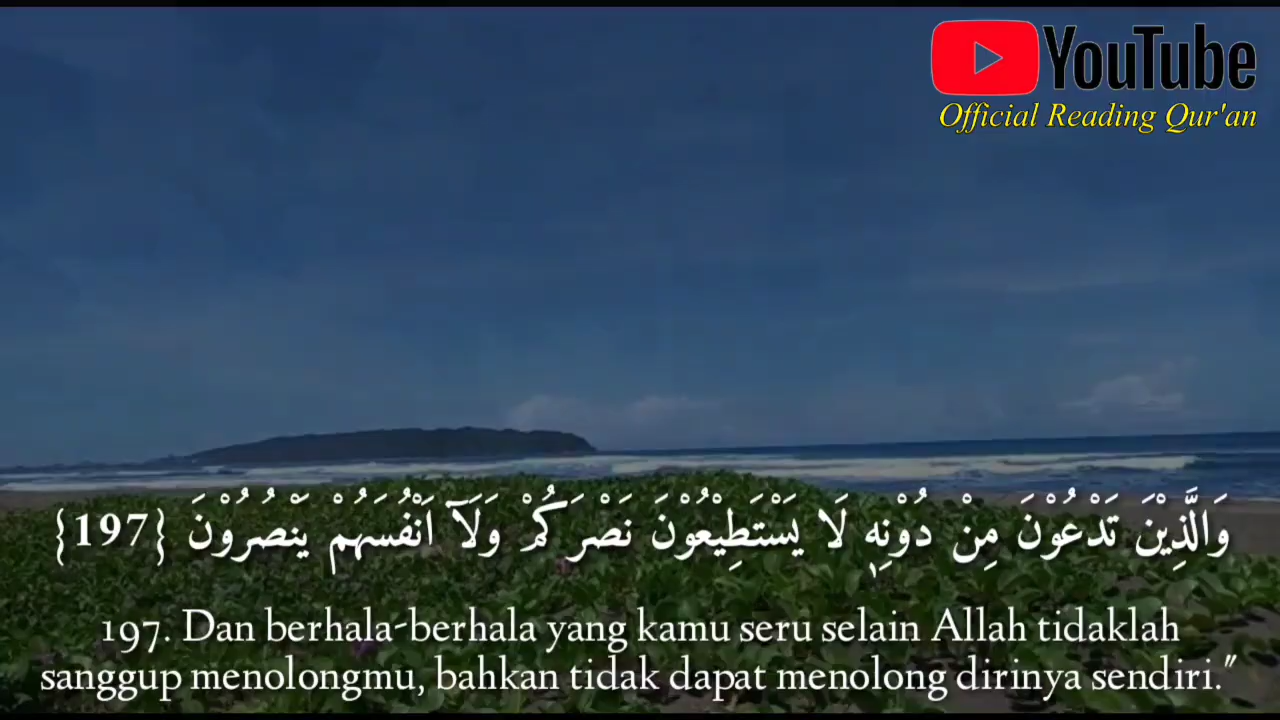 YouTube
Official Reading Qur'an
وَالَّذِيْنَ تَدْعُوْنَ مِنْ دُوْنِهٖ لَا يَسْتَطِيْعُوْنَ نَصْرَكُمْ وَلَآ اَنْفُسَهُمْ يَنْصُرُوْنَ {197}
197. Dan berhala-berhala yang kamu seru selain Allah tidaklah
sanggup menolongmu, bahkan tidak dapat menolong dirinya sendiri."